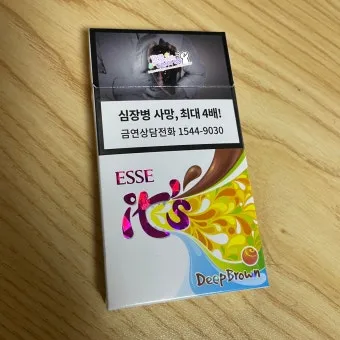 심장병 사망, 최대 4배!
금연상담전화 1544-9030
ESSE
it's
DeepBrown